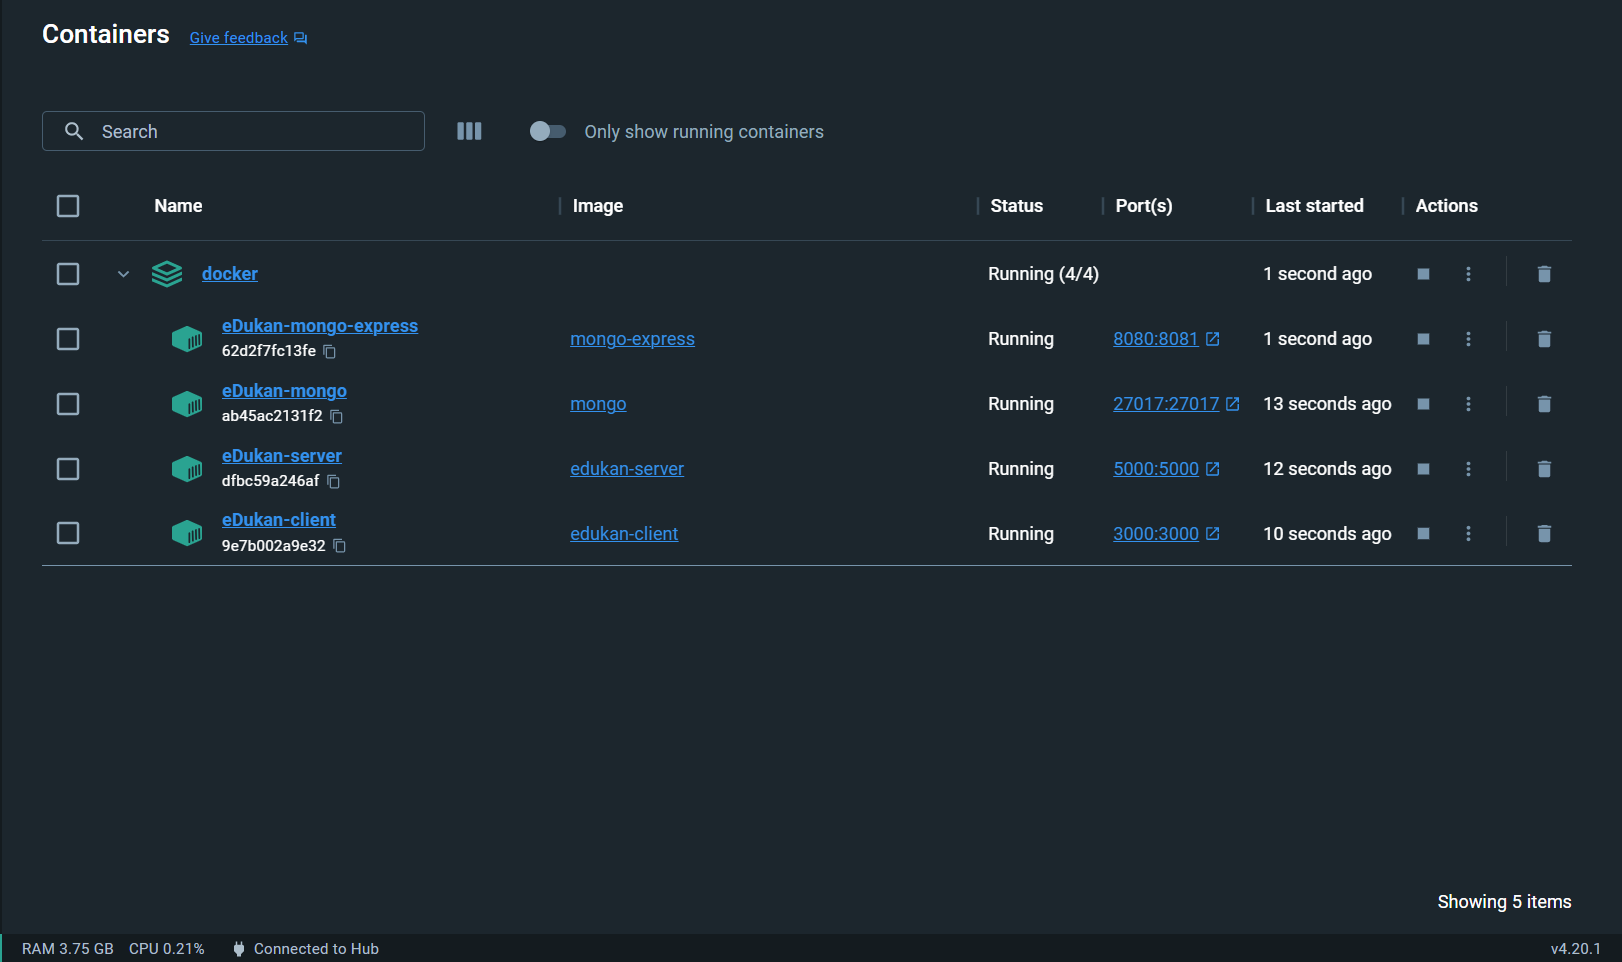 Containers Give feedback
Search Only show running containers
Name Image Status Port(s) Last started Actions
docker Running (4/4) 1 second ago
eDukan-mongo-express
62d2f7fc13fe mongo-express Running 8080:8081 1 second ago
eDukan-mongo
ab45ac2131f2 mongo Running 27017:27017 13 seconds ago
eDukan-server
dfbc59a246af edukan-server Running 5000:5000 12 seconds ago
eDukan-client
9e7b002a9e32 edukan-client Running 3000:3000 10 seconds ago
Showing 5 items
RAM 3.75 GB CPU 0.21% Connected to Hub v4.20.1